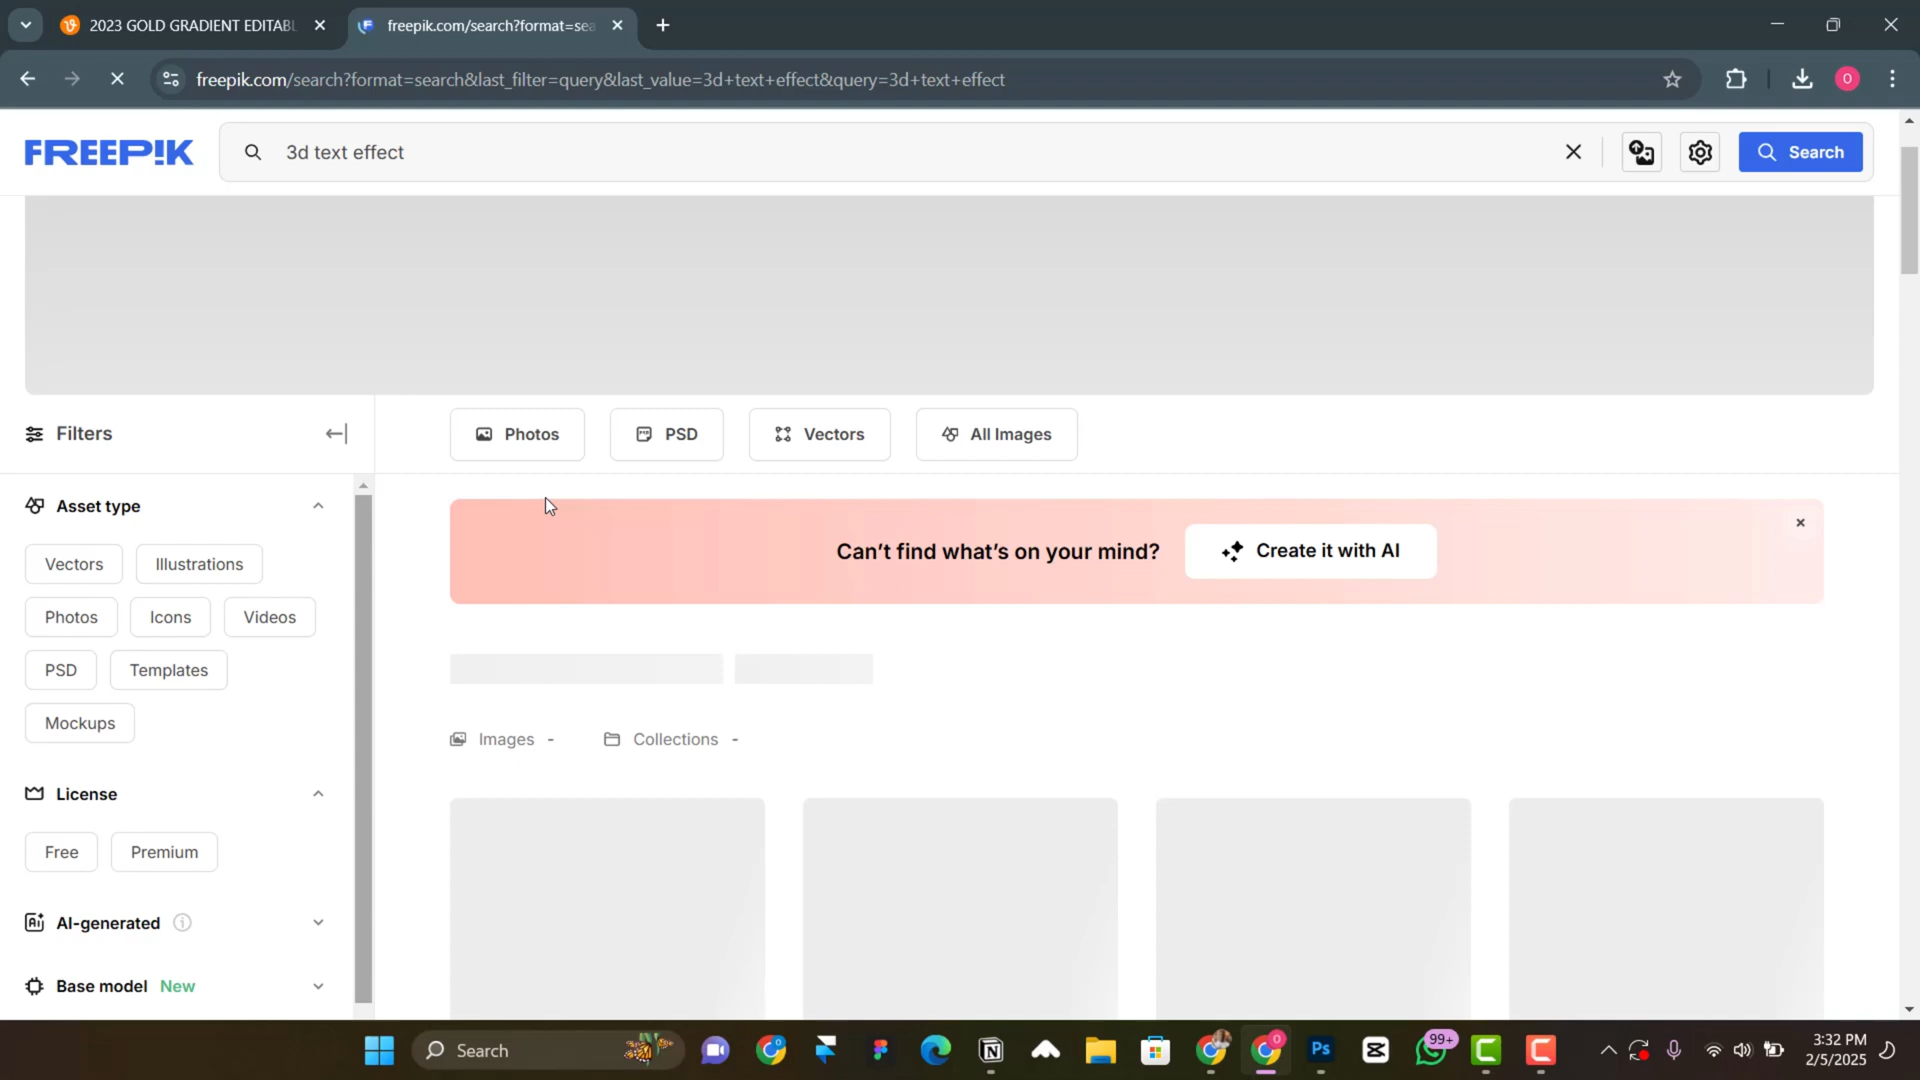 2023 GOLD GRADIENT EDITABL
freepik.com/search?format=sea
freepik.com/search?format=search&last_filter=query&last_value=3d+text+effect&query=3d+text+effect
O
FREEP!K
3d text effect
Search
Filters
Photos
PSD
Vectors
All Images
Asset type
Can't find what's on your mind?
Create it with AI
Vectors
Illustrations
Photos
Icons
Videos
PSD
Templates
Mockups
Images -
Collections -
License
Free
Premium
AI-generated
Base model New
Search
Ps
99+
3:32 PM
2/5/2025